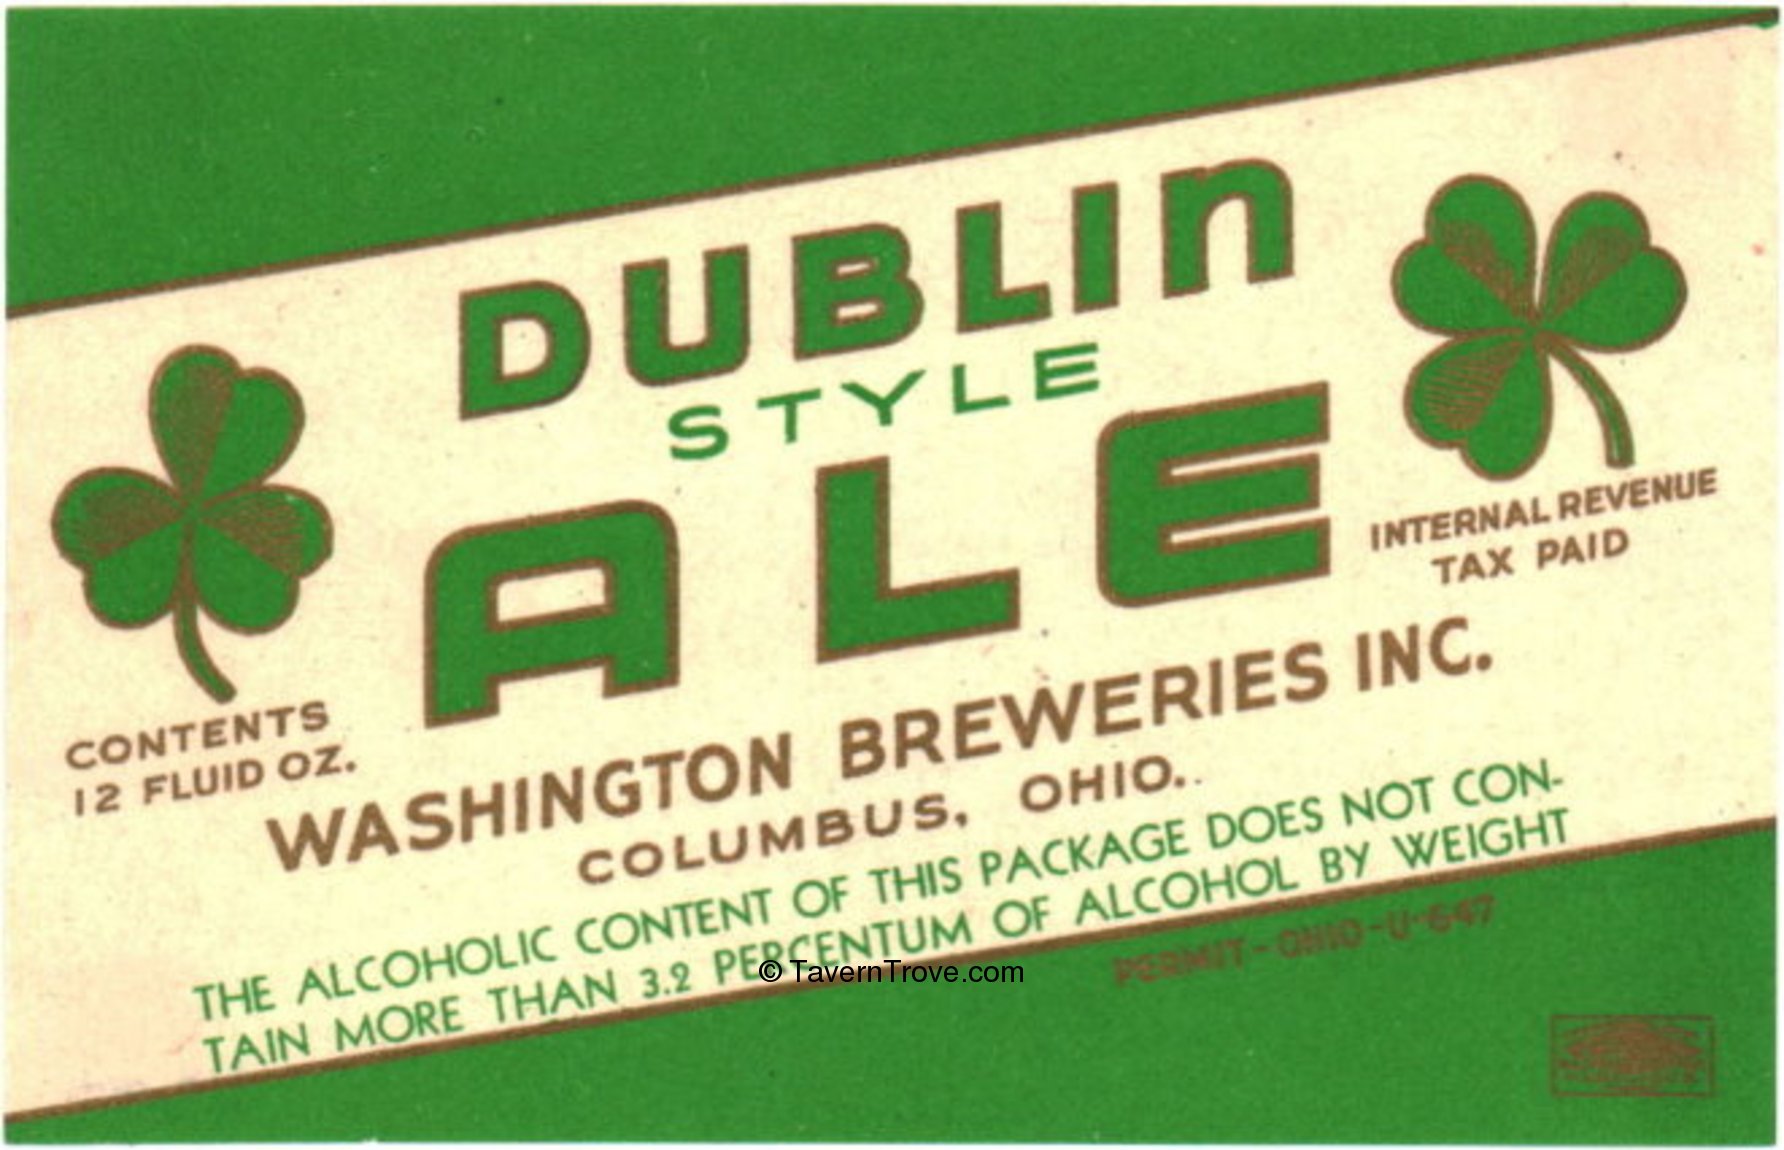 DUBLIN
STYLE
ALE
INTERNAL REVENUE
TAX PAID
CONTENTS
12 FLUID OZ.
WASHINGTON BREWERIES INC.
COLUMBUS, OHIO.
THE ALCOHOLIC CONTENT OF THIS PACKAGE DOES NOT CON-
TAIN MORE THAN 3.2 PERCENTUM OF ALCOHOL BY WEIGHT
PERMIT-OHIO-U-647
© TavernTrove.com